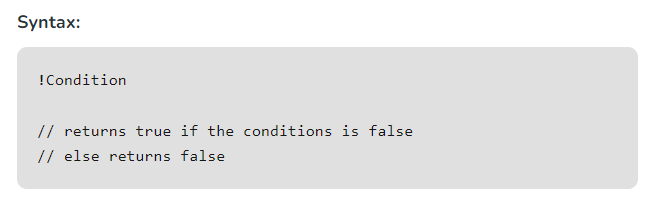 Syntax:
!Condition
// returns true if the conditions is false
// else returns false